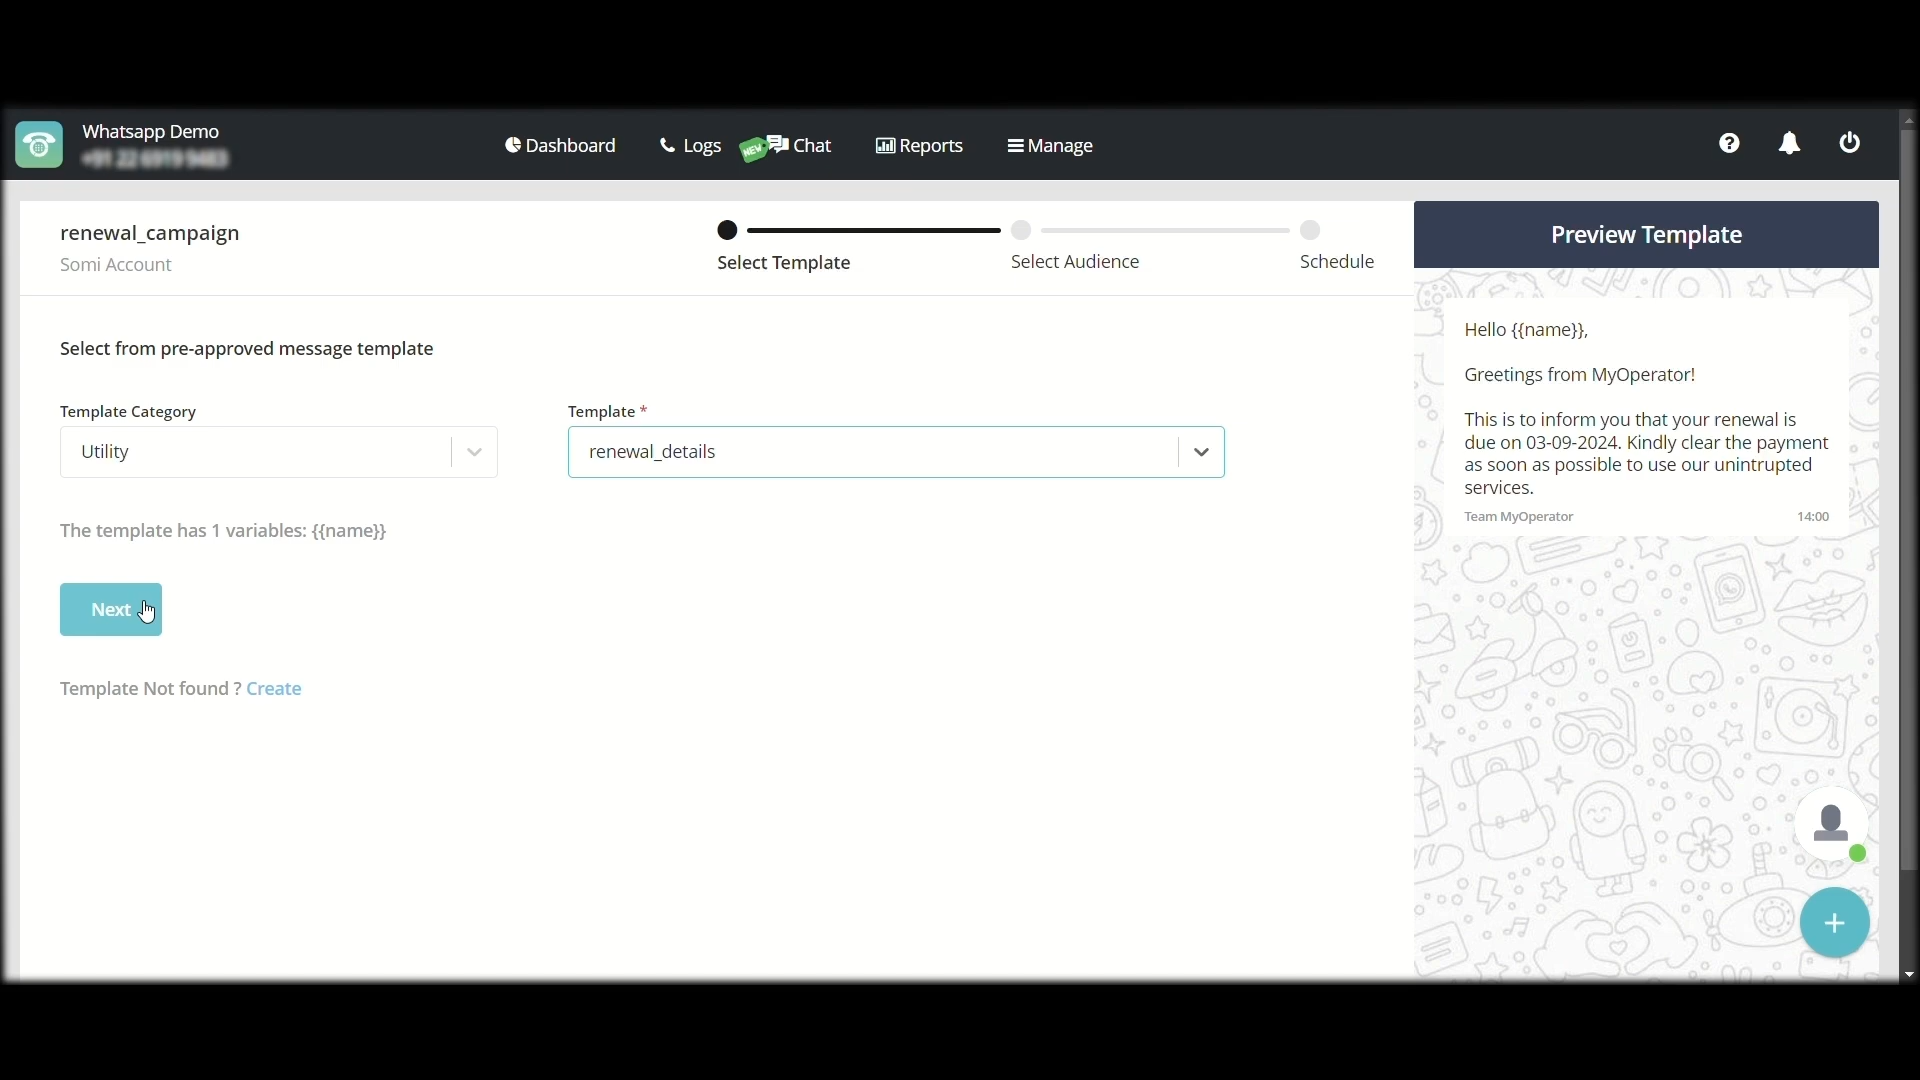 Whatsapp Demo
Dashboard
Logs
NEW
Chat
Reports
Manage
renewal_campaign
Somi Account
Select Template
Select Audience
Schedule
Select from pre-approved message template
Template Category
Template *
Utility
renewal_details
The template has 1 variables: {{name}}
Next
Template Not found ? Create
Preview Template
Hello {{name}},
Greetings from MyOperator!
This is to inform you that your renewal is
due on 03-09-2024. Kindly clear the payment
as soon as possible to use our unintrupted
services.
Team MyOperator
14:00